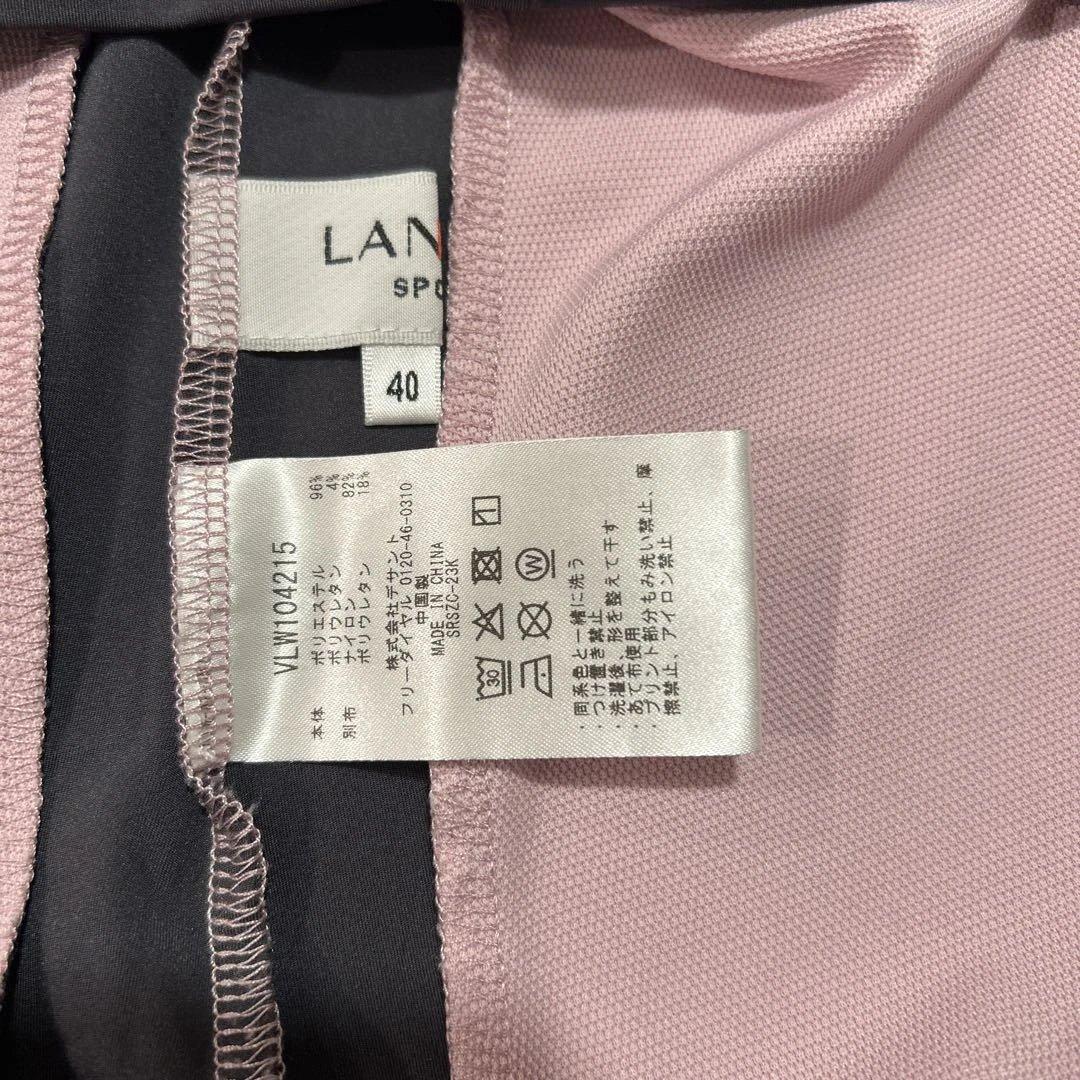 LAN
SPO
40
VLW104215
本体 ポリエステル 96%
ポリウレタン 4%
別布 ナイロン 82%
ポリウレタン 18%
株式会社デサント
フリーダイヤル 0120-46-0310
中国製
MADE IN CHINA
SRSZC-23K
30
W
・同系色と一緒に洗う
・つけ置き禁止
・洗濯後、形を整えて干す
・あて布使用
・プリント部分もみ洗い禁止、摩
擦禁止、アイロン禁止